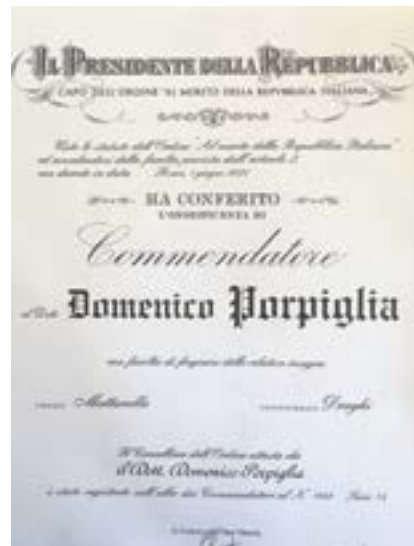 IL PRESIDENTE DELLA REPUBBLICA
CAPO DELL'ORDINE "AL MERITO DELLA REPUBBLICA ITALIANA"
Visto lo statuto dell'Ordine "Al merito della Repubblica Italiana"
HA CONFERITO
L'ONORIFICENZA DI
Commendatore
al Dott. Domenico Porpiglia
con facoltà di fregiarsi delle relative insegne
Mattarella Draghi
Il Cancelliere dell'Ordine attesta che
il Dott. Domenico Porpiglia
è stato registrato nell'albo dei Commendatori al N.